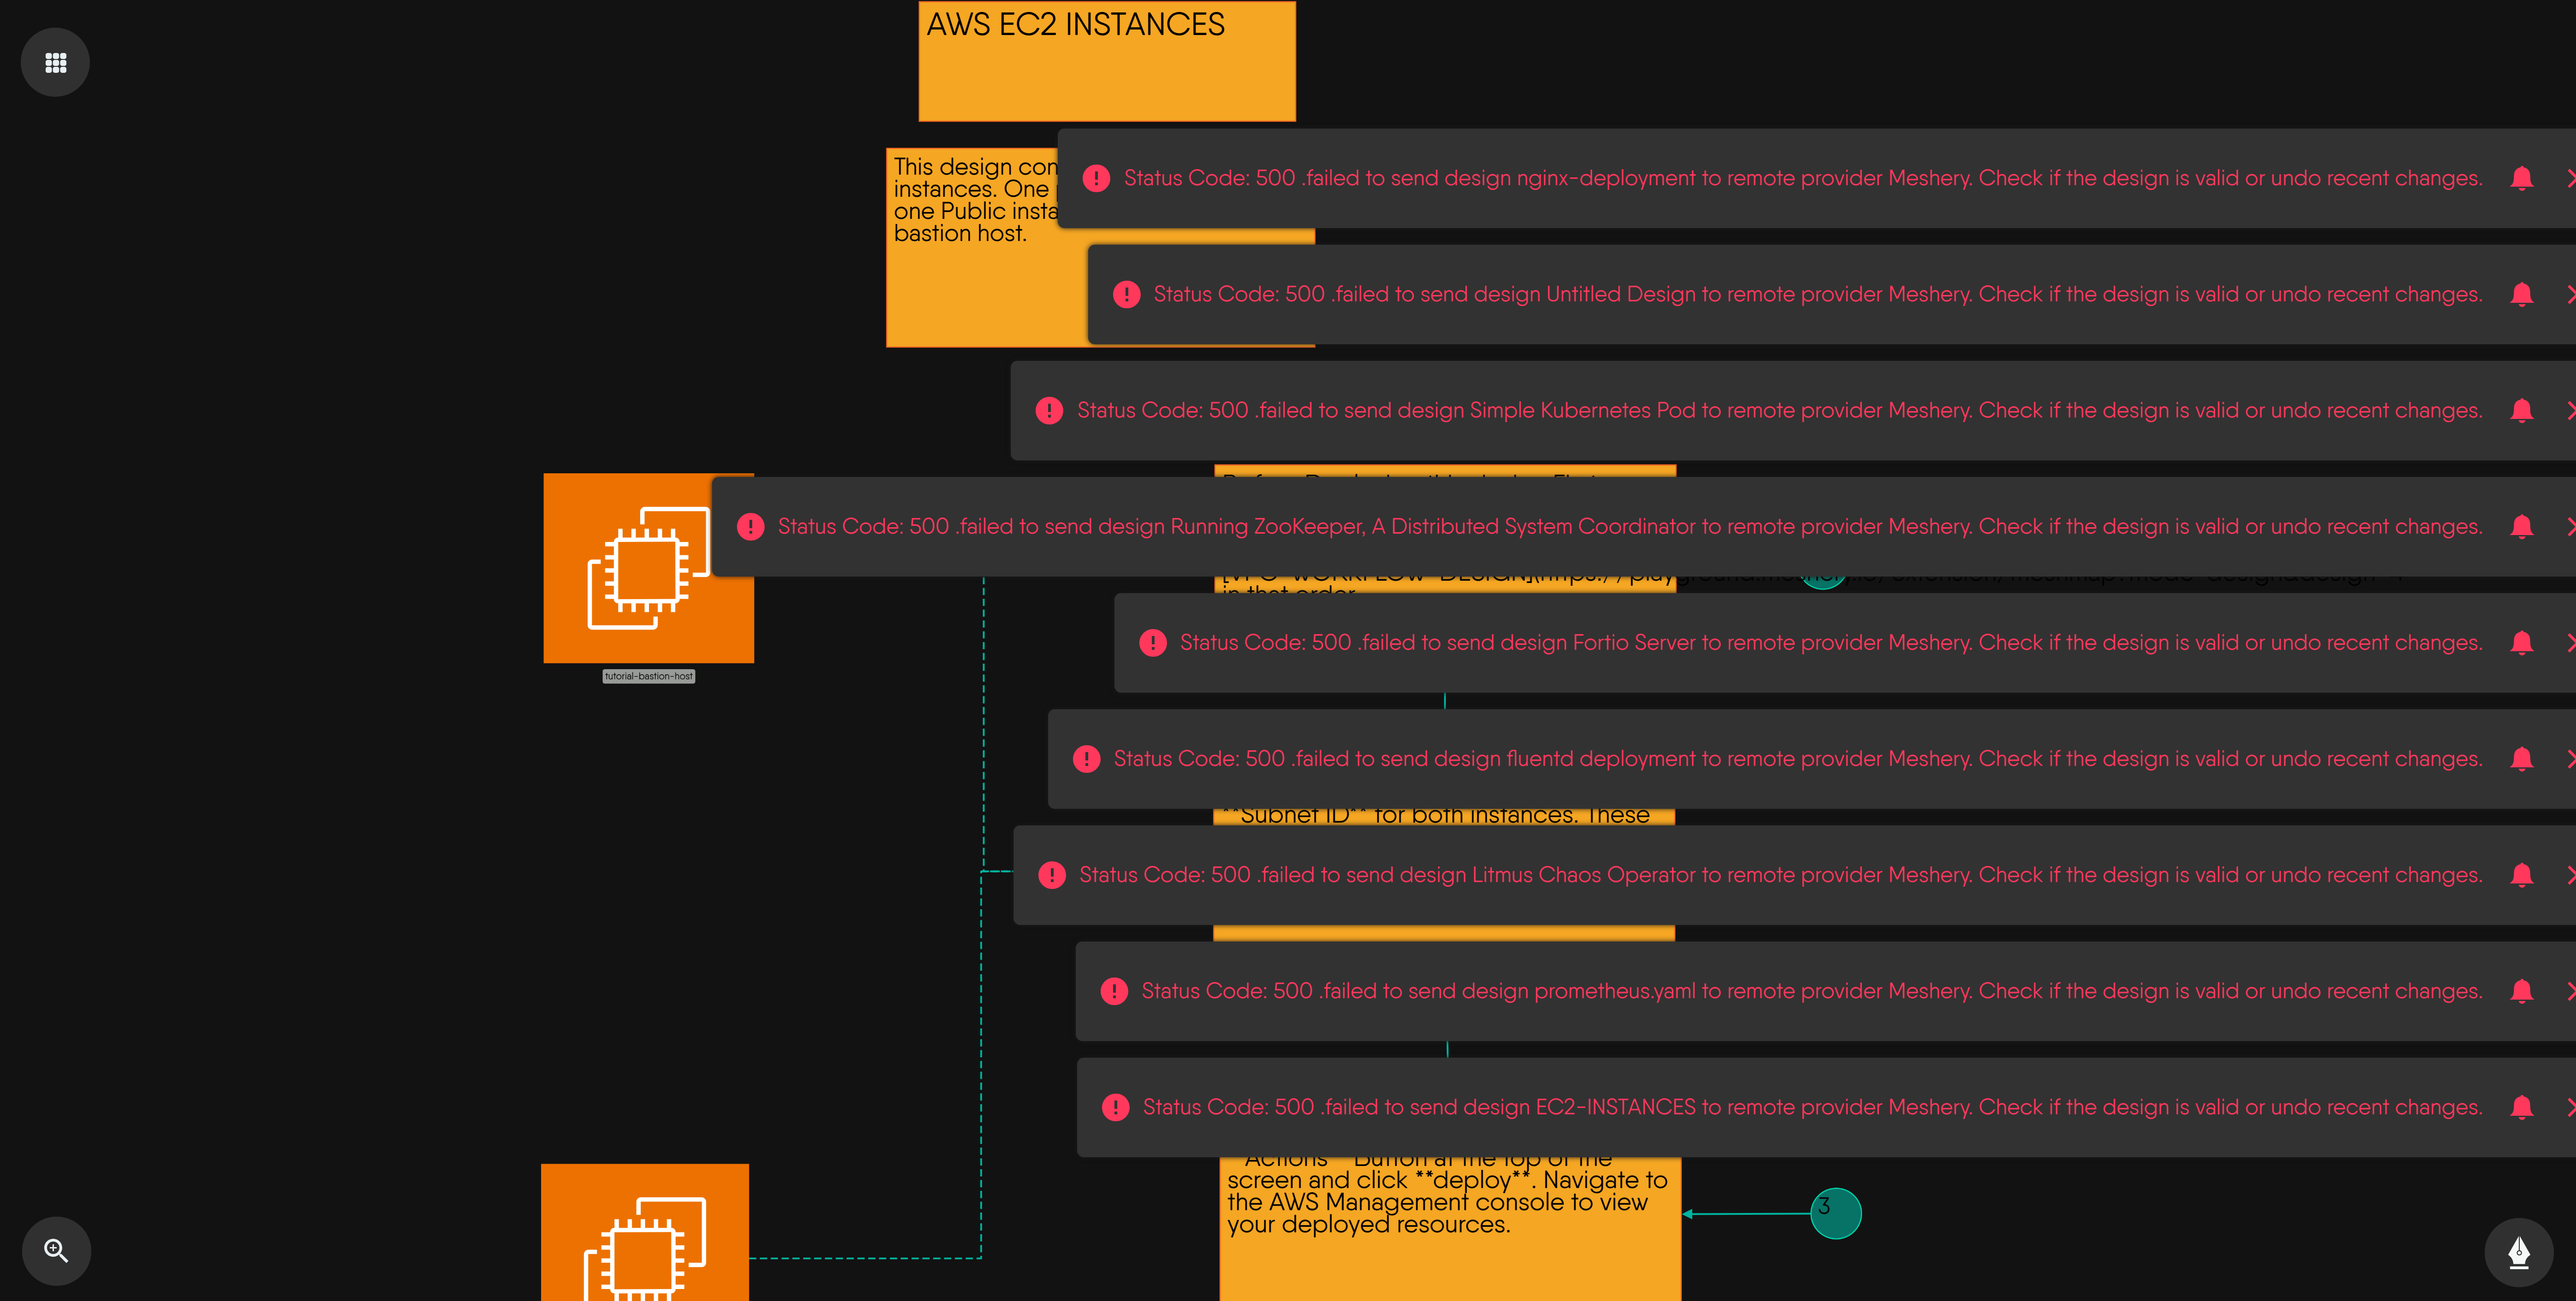 AWS EC2 INSTANCES
This design con
instances. One
one Public insta
bastion host.
Status Code: 500 .failed to send design nginx-deployment to remote provider Meshery. Check if the design is valid or undo recent changes.
Status Code: 500 .failed to send design Untitled Design to remote provider Meshery. Check if the design is valid or undo recent changes.
Status Code: 500 .failed to send design Simple Kubernetes Pod to remote provider Meshery. Check if the design is valid or undo recent changes.
Status Code: 500 .failed to send design Running ZooKeeper, A Distributed System Coordinator to remote provider Meshery. Check if the design is valid or undo recent changes.
in that order
tutorial-bastion-host
Status Code: 500 .failed to send design Fortio Server to remote provider Meshery. Check if the design is valid or undo recent changes.
Status Code: 500 .failed to send design fluentd deployment to remote provider Meshery. Check if the design is valid or undo recent changes.
**Subnet ID** for both instances. These
Status Code: 500 .failed to send design Litmus Chaos Operator to remote provider Meshery. Check if the design is valid or undo recent changes.
Status Code: 500 .failed to send design prometheus.yaml to remote provider Meshery. Check if the design is valid or undo recent changes.
Status Code: 500 .failed to send design EC2-INSTANCES to remote provider Meshery. Check if the design is valid or undo recent changes.
Actions Button at the top of the
screen and click **deploy**. Navigate to
the AWS Management console to view
your deployed resources.
3